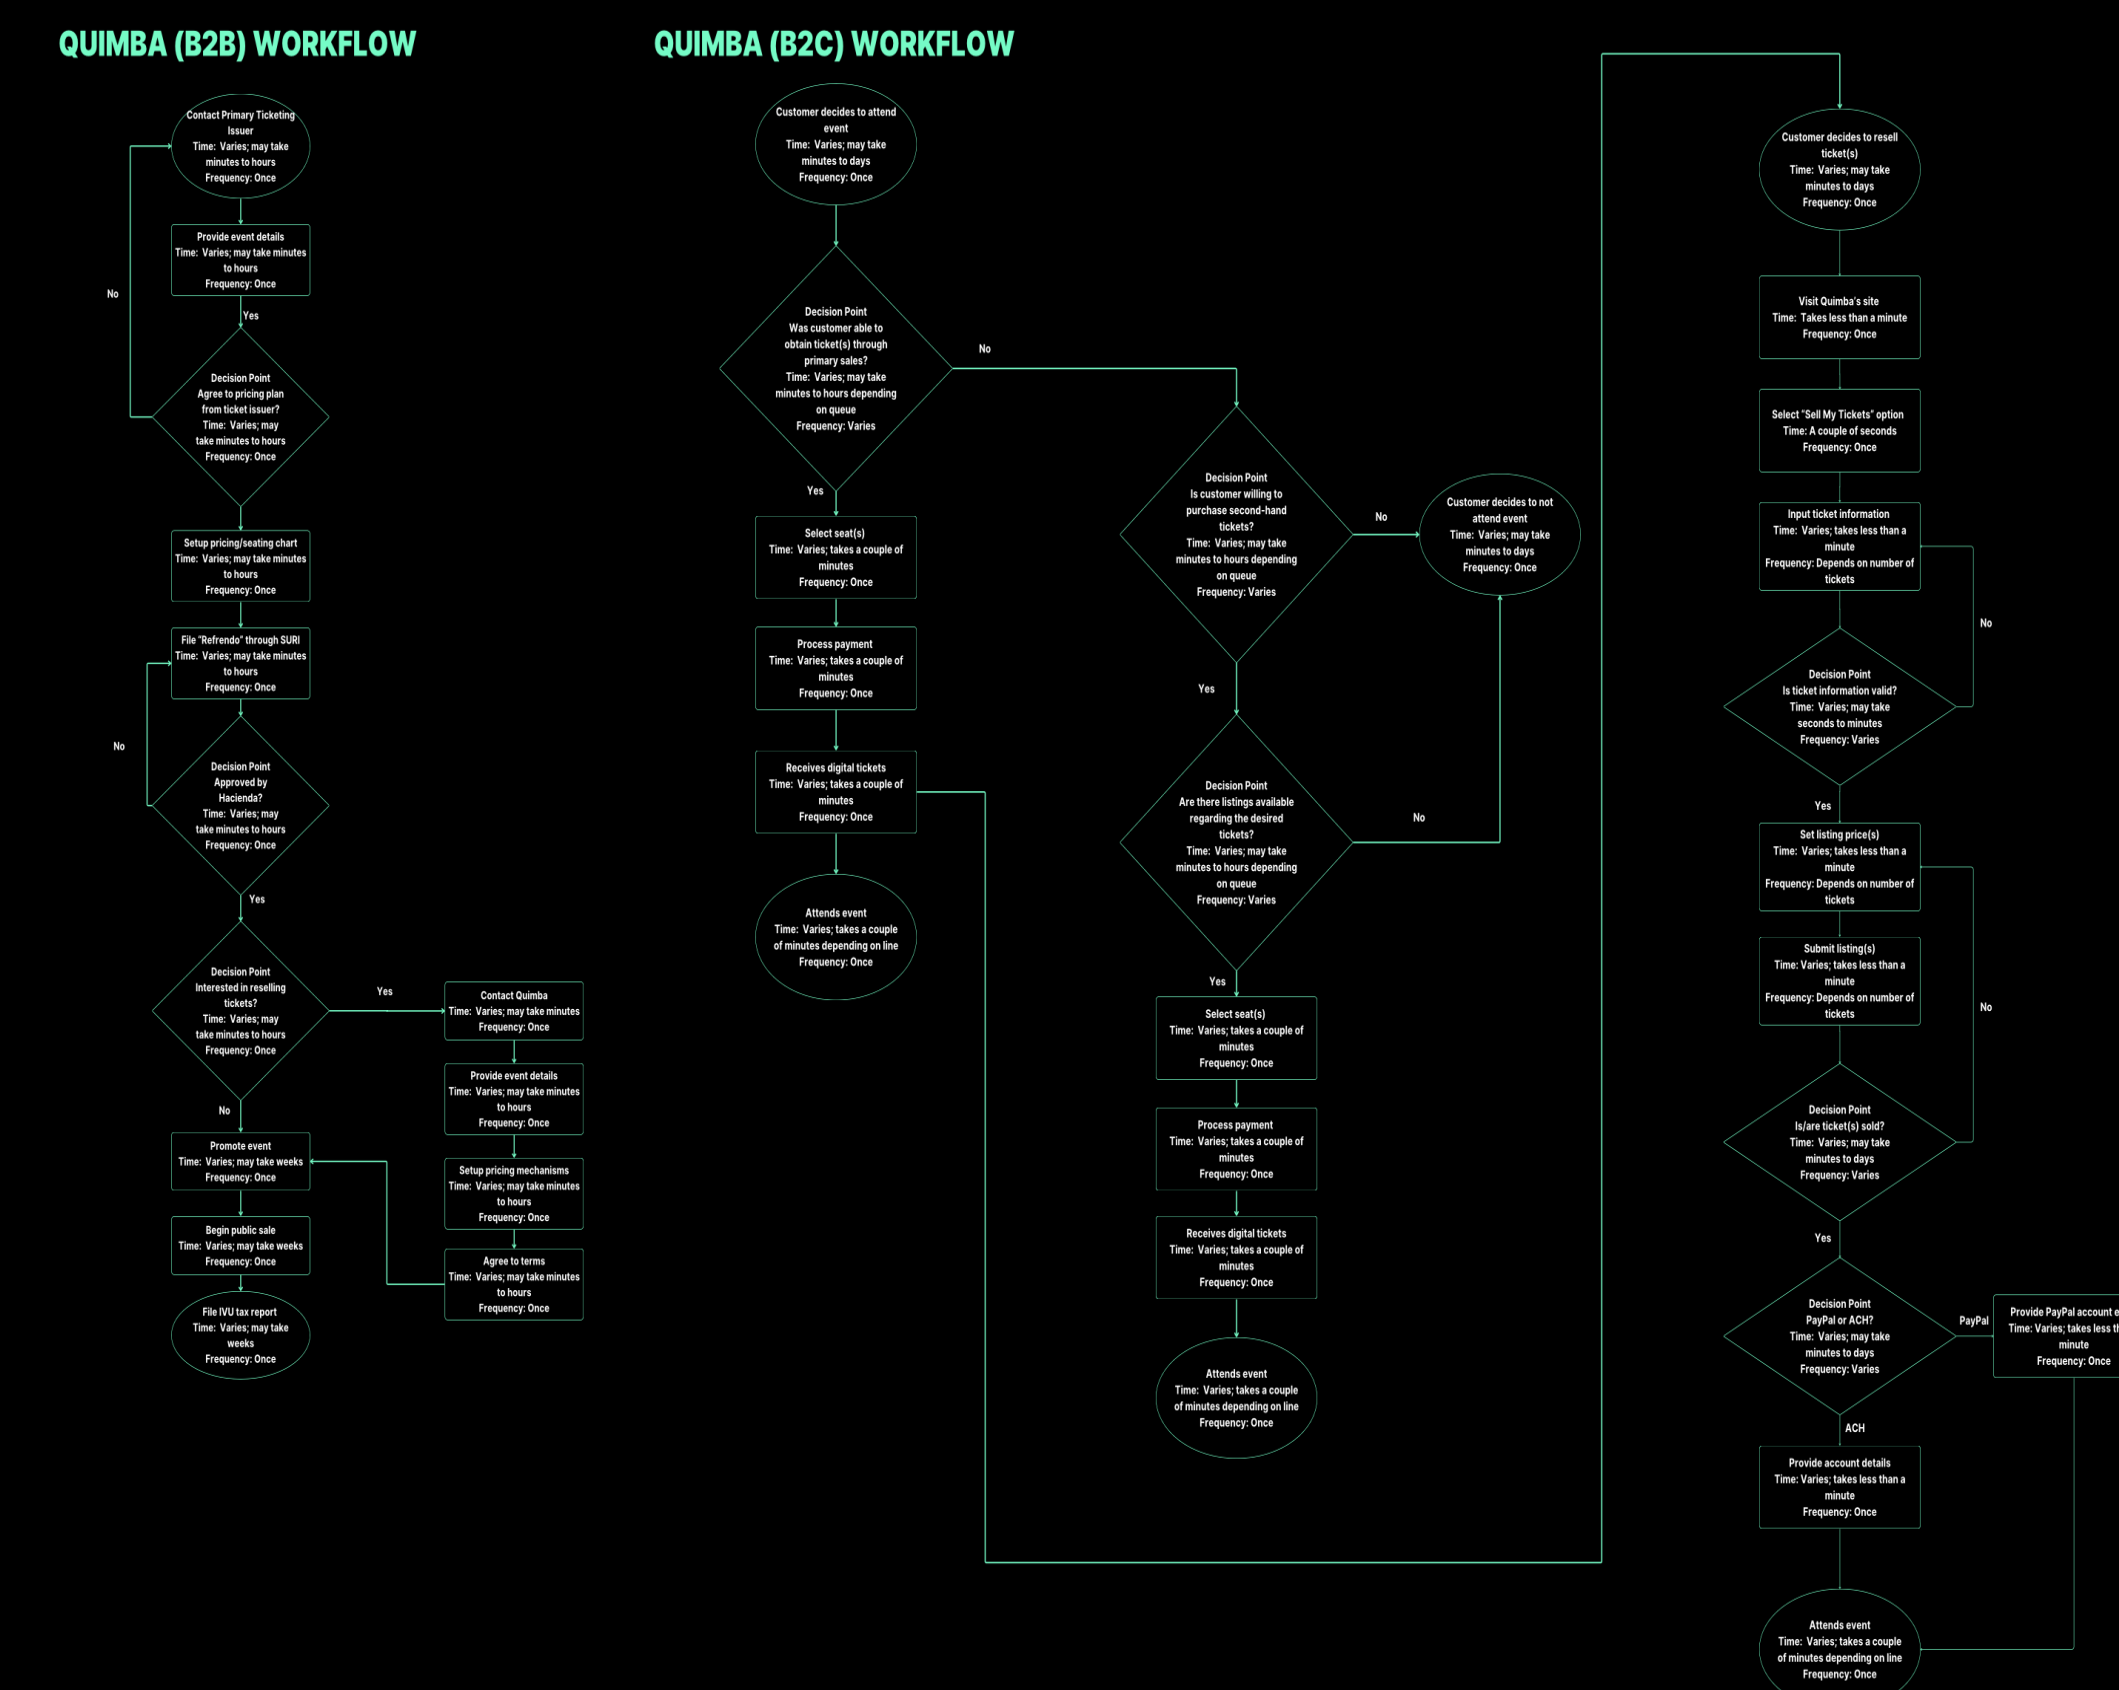 QUIMBA (B2B) WORKFLOW
Contact Primary Ticketing
Issuer
Time: Varies; may take
minutes to hours
Frequency: Once
Provide event details
Time: Varies; may take minutes
to hours
Frequency: Once
Yes
No
Decision Point
Agree to pricing plan
from ticket issuer?
Time: Varies; may
take minutes to hours
Frequency: Once
Setup pricing/seating chart
Time: Varies; may take minutes
to hours
Frequency: Once
File "Refrendo" through SURI
Time: Varies; may take minutes
to hours
Frequency: Once
No
Decision Point
Approved by
Hacienda?
Time: Varies; may
take minutes to hours
Frequency: Once
Yes
Decision Point
Interested in reselling
tickets?
Time: Varies; may
take minutes to hours
Frequency: Once
Yes
No
Promote event
Time: Varies; may take weeks
Frequency: Once
Begin public sale
Time: Varies; may take weeks
Frequency: Once
File IVU tax report
Time: Varies; may take
weeks
Frequency: Once
Contact Quimba
Time: Varies; may take minutes
Frequency: Once
Provide event details
Time: Varies; may take minutes
to hours
Frequency: Once
Setup pricing mechanisms
Time: Varies; may take minutes
to hours
Frequency: Once
Agree to terms
Time: Varies; may take minutes
to hours
Frequency: Once
QUIMBA (B2C) WORKFLOW
Customer decides to attend
event
Time: Varies; may take
minutes to days
Frequency: Once
Decision Point
Was customer able to
obtain ticket(s) through
primary sales?
Time: Varies; may take
minutes to hours depending
on queue
Frequency: Varies
No
Yes
Select seat(s)
Time: Varies; takes a couple of
minutes
Frequency: Once
Process payment
Time: Varies; takes a couple of
minutes
Frequency: Once
Receives digital tickets
Time: Varies; takes a couple of
minutes
Frequency: Once
Attends event
Time: Varies; takes a couple
of minutes depending on line
Frequency: Once
Decision Point
Is customer willing to
purchase second-hand
tickets?
Time: Varies; may take
minutes to hours depending
on queue
Frequency: Varies
No
Customer decides to not
attend event
Time: Varies; may take
minutes to days
Frequency: Once
Yes
Decision Point
Are there listings available
regarding the desired
tickets?
Time: Varies; may take
minutes to hours depending
on queue
Frequency: Varies
No
Yes
Select seat(s)
Time: Varies; takes a couple of
minutes
Frequency: Once
Process payment
Time: Varies; takes a couple of
minutes
Frequency: Once
Receives digital tickets
Time: Varies; takes a couple of
minutes
Frequency: Once
Attends event
Time: Varies; takes a couple
of minutes depending on line
Frequency: Once
Customer decides to resell
ticket(s)
Time: Varies; may take
minutes to days
Frequency: Once
Visit Quimba's site
Time: Takes less than a minute
Frequency: Once
Select "Sell My Tickets" option
Time: A couple of seconds
Frequency: Once
Input ticket information
Time: Varies; takes less than a
minute
Frequency: Depends on number of
tickets
No
Decision Point
Is ticket information valid?
Time: Varies; may take
seconds to minutes
Frequency: Varies
Yes
Set listing price(s)
Time: Varies; takes less than a
minute
Frequency: Depends on number of
tickets
Submit listing(s)
Time: Varies; takes less than a
minute
Frequency: Depends on number of
tickets
No
Decision Point
Is/are ticket(s) sold?
Time: Varies; may take
minutes to days
Frequency: Varies
Yes
Decision Point
PayPal or ACH?
Time: Varies; may take
minutes to days
Frequency: Varies
PayPal
Provide PayPal account
Time: Varies; takes less
minute
Frequency: Once
ACH
Provide account details
Time: Varies; takes less than a
minute
Frequency: Once
Attends event
Time: Varies; takes a couple
of minutes depending on line
Frequency: Once